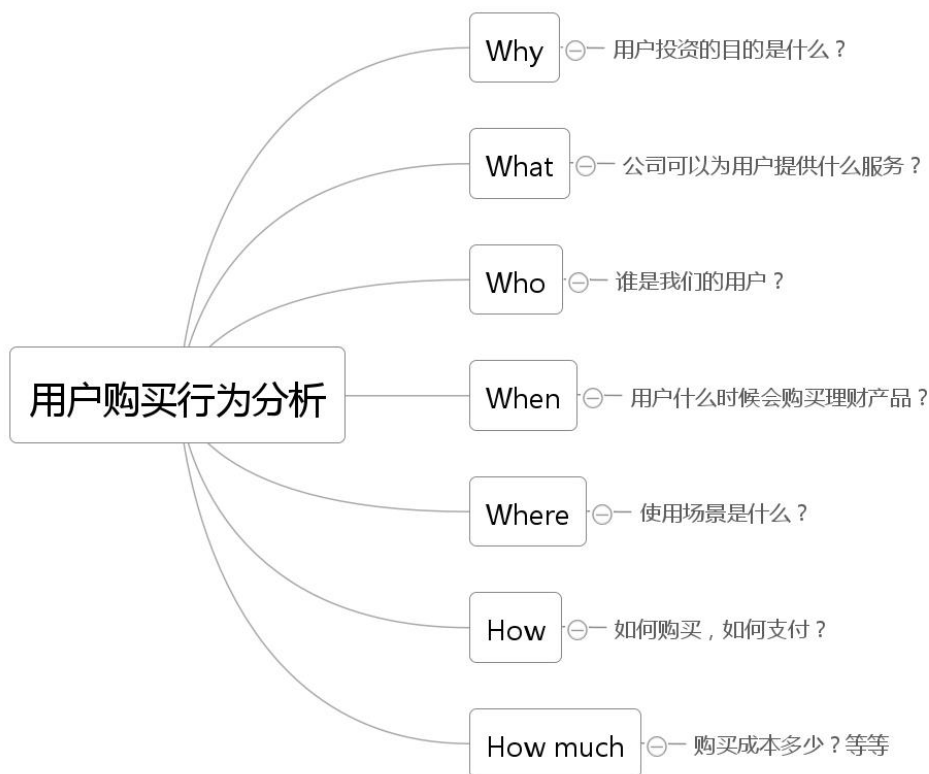 Why
用户投资的目的是什么？
What
公司可以为用户提供什么服务？
Who
谁是我们的用户？
用户购买行为分析
When
用户什么时候会购买理财产品？
Where
使用场景是什么？
How
如何购买，如何支付？
How much
购买成本多少？等等